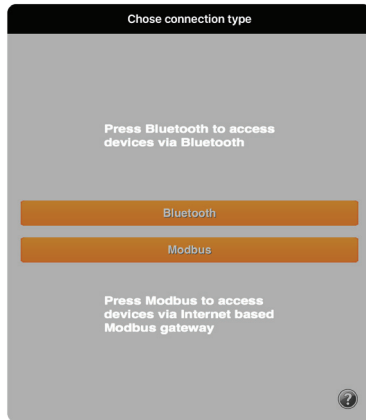 Chose connection type
Press Bluetooth to access
devices via Bluetooth
Bluetooth
Modbus
Press Modbus to access
devices via Internet based
Modbus gateway
?